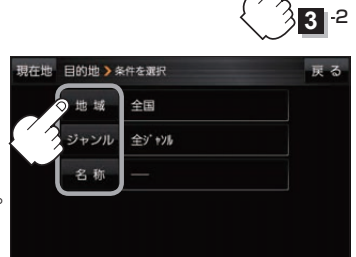 3 -2
現在地 目的地 > 条件を選択 戻る
地域 全国
ジャンル 全ｼﾞｬﾝﾙ
名称 ―
。